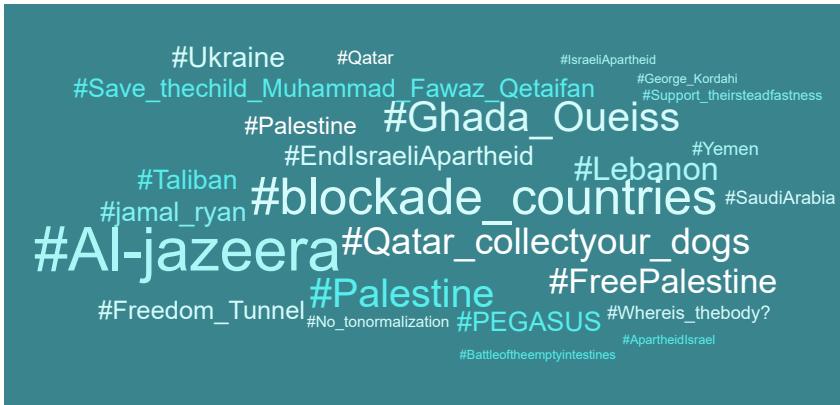 #Ukraine #Qatar #IsraeliApartheid
#George_Kordahi
#Save_thechild_Muhammad_Fawaz_Qetaifan #Support_theirsteadfastness
#Palestine #Ghada_Oueiss
#EndIsraeliApartheid #Lebanon #Yemen
#Taliban #blockade_countries #SaudiArabia
#jamal_ryan
#Al-jazeera #Qatar_collectyour_dogs
#Palestine #FreePalestine
#Freedom_Tunnel #No_tonormalization #PEGASUS #Whereis_thebody?
#ApartheidIsrael
#Battleoftheemptyintestines